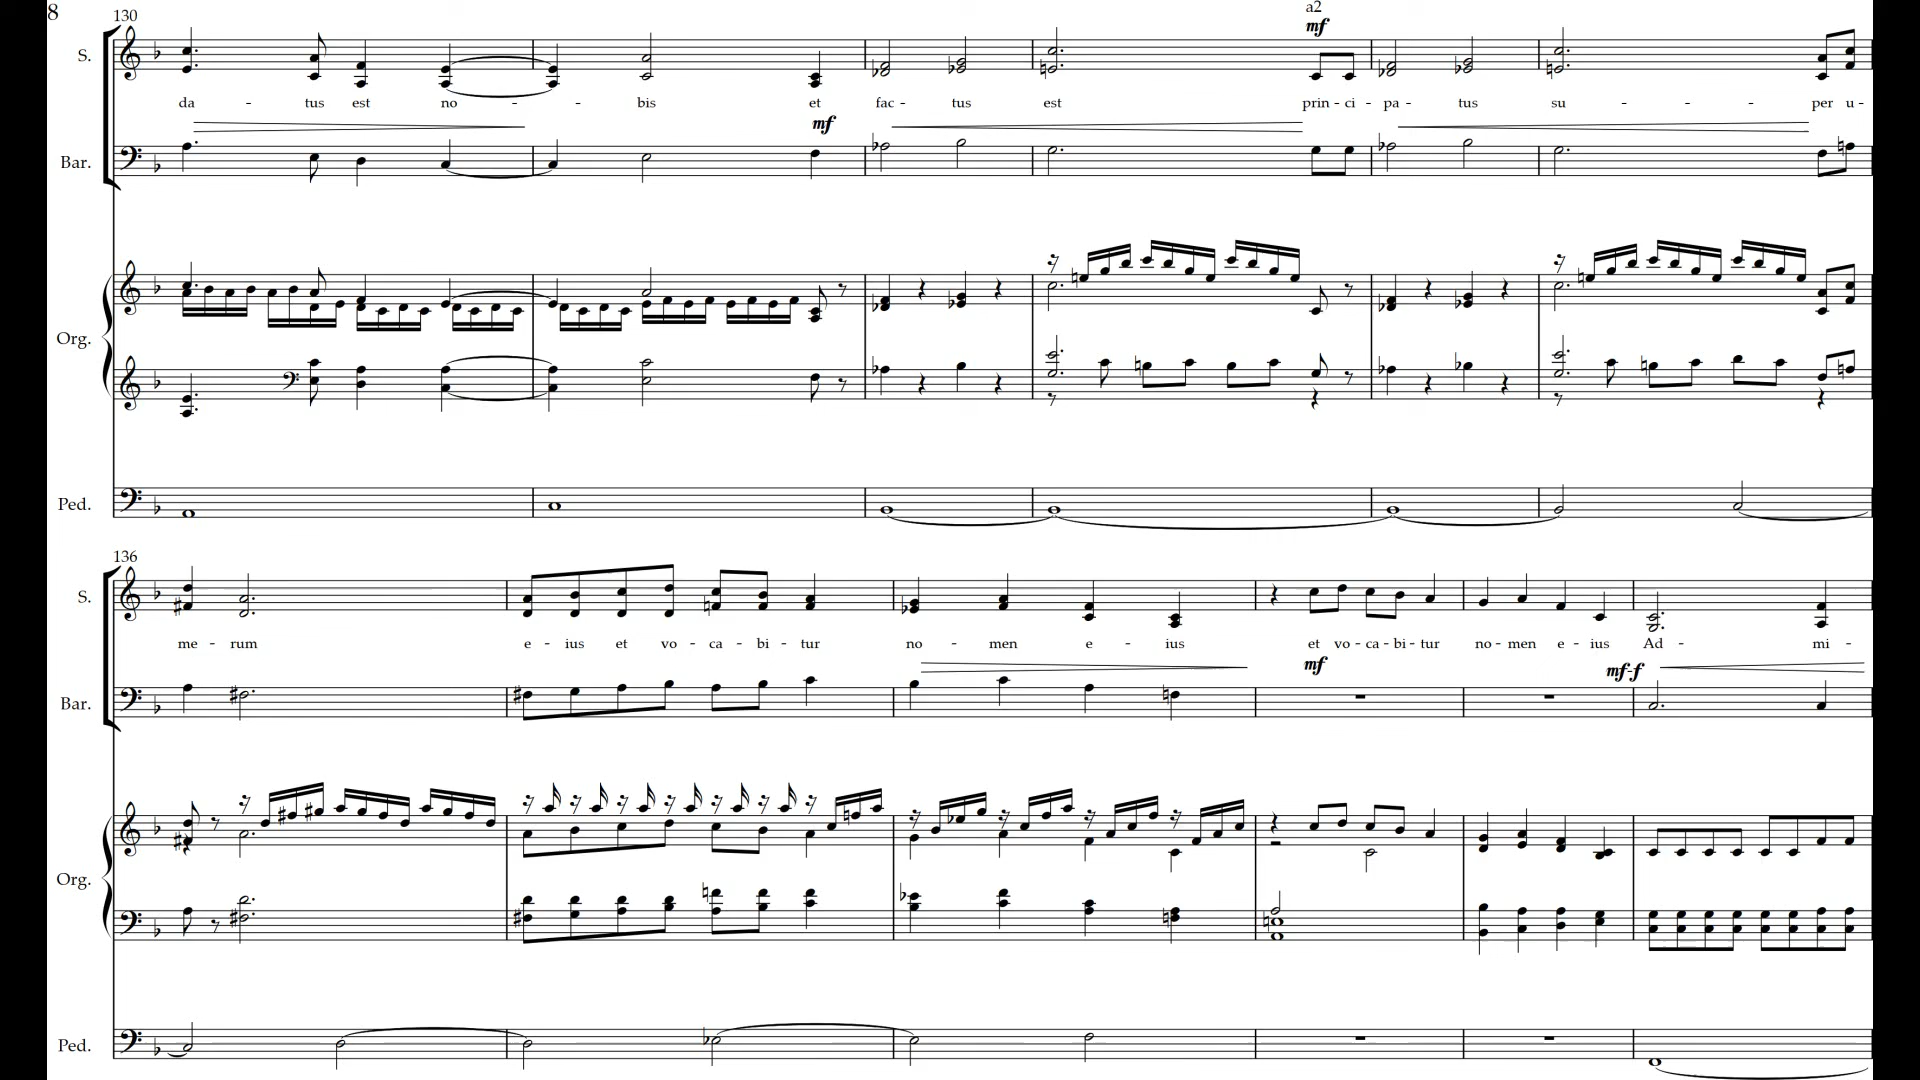 8
130
a2
mf
S.
da - tus est no - - bis et fac - tus est prin - ci - pa - tus su - - - per u -
mf
Bar.
Org.
Ped.
136
S.
me - rum e - ius et vo - ca - bi - tur no - men e - ius et vo - ca - bi - tur no - men e - ius Ad - mi -
mf mf-f
Bar.
Org.
Ped.